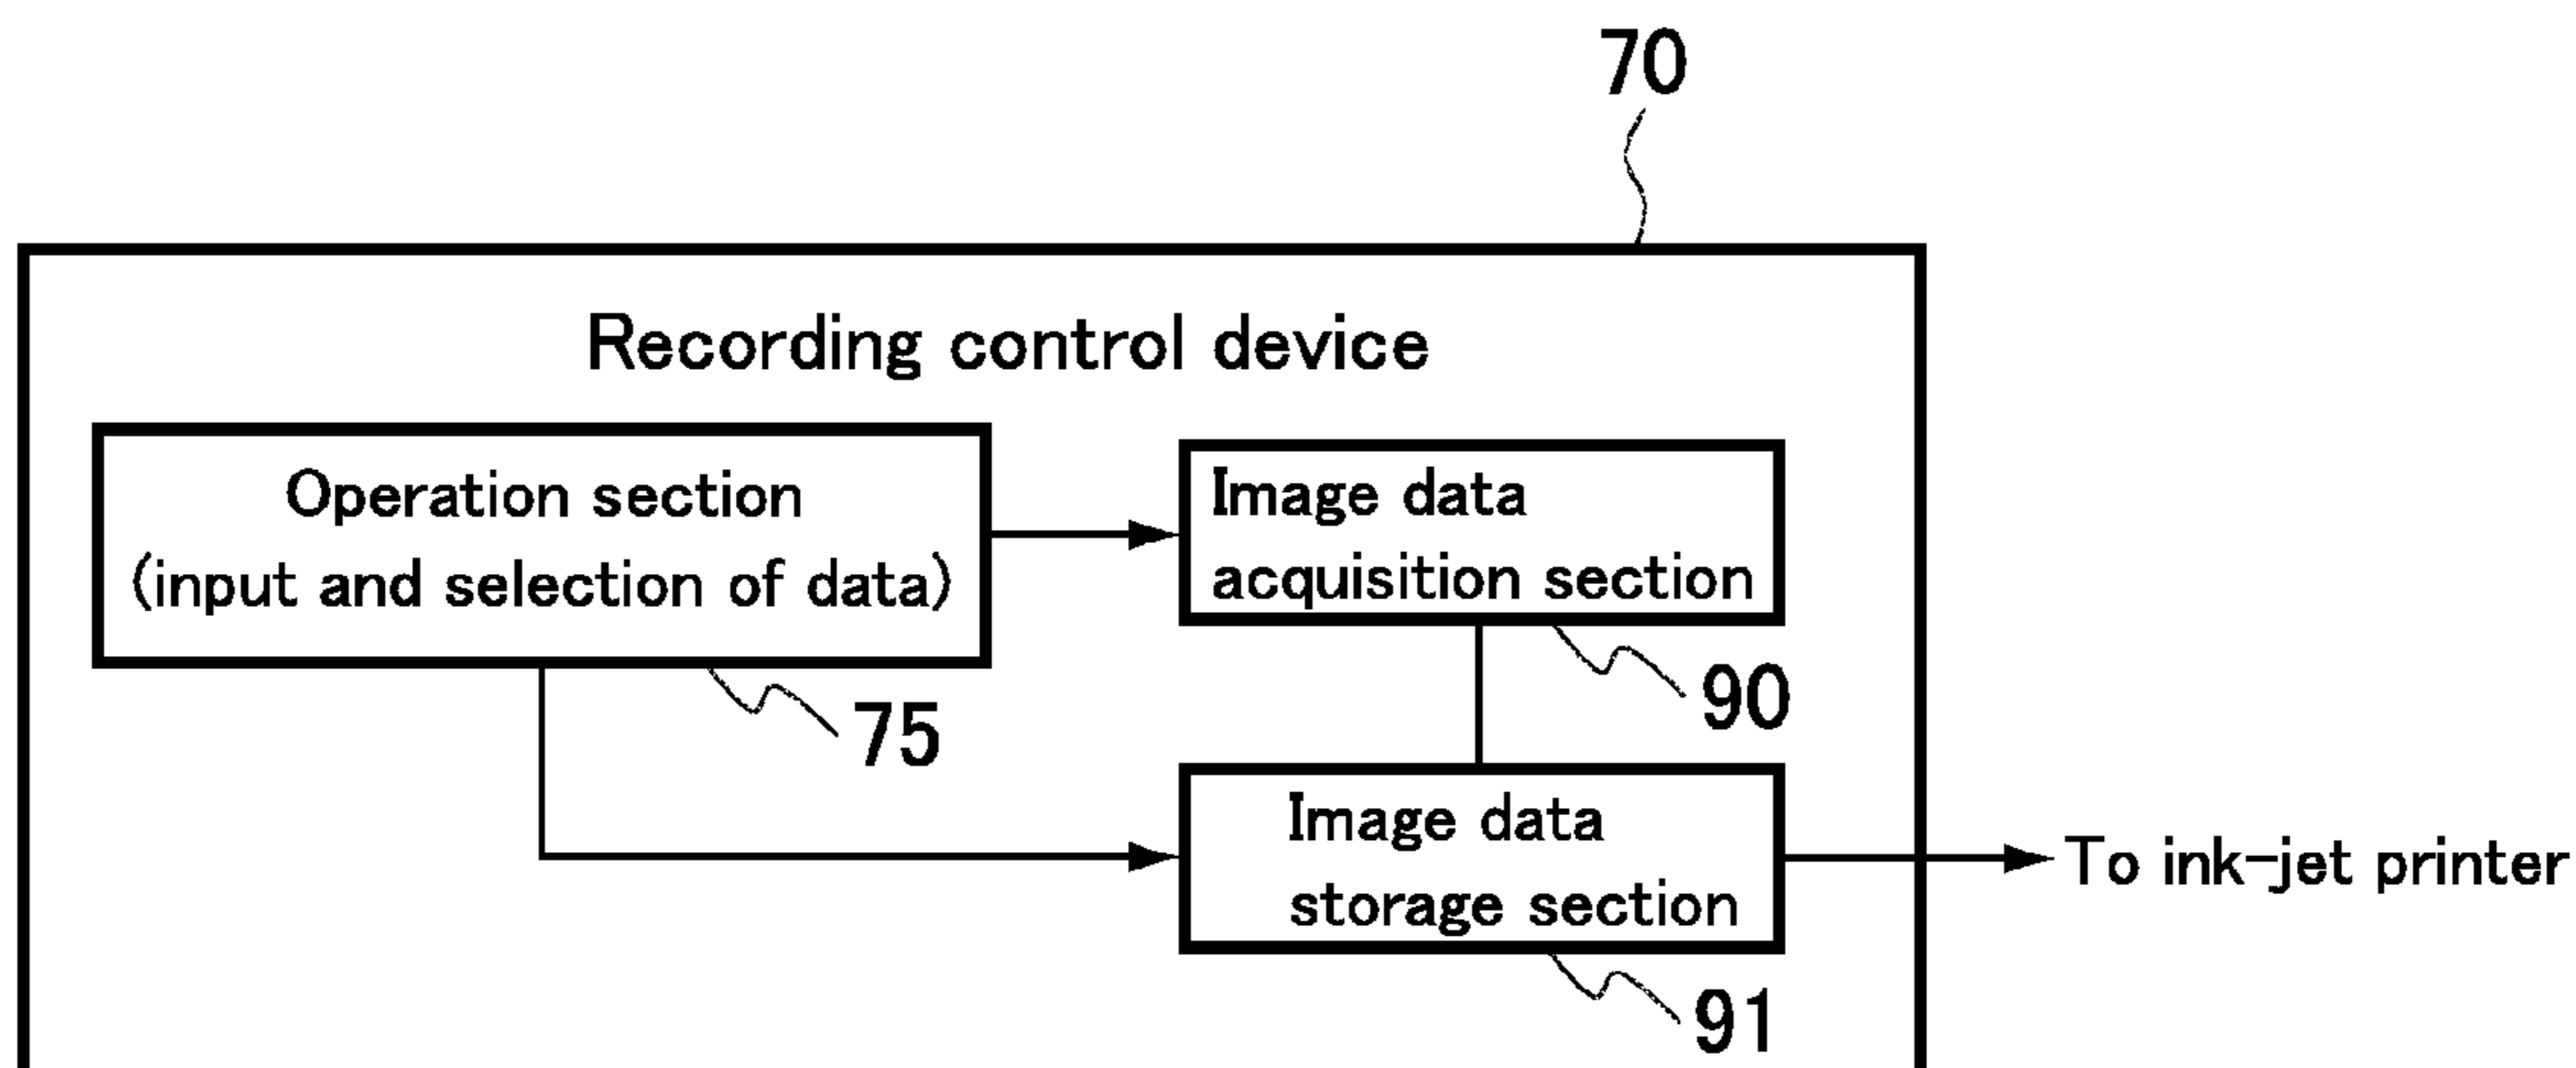 70
Recording control device
Operation section
(input and selection of data)
75
Image data
acquisition section
90
Image data
storage section
91
To ink-jet printer